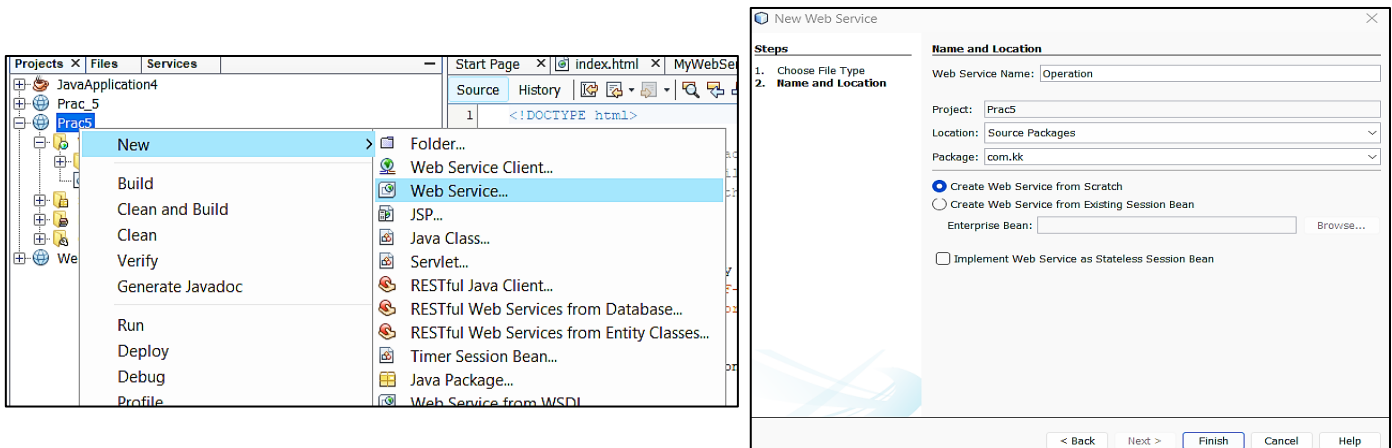 Projects × Files Services
JavaApplication4
Prac_5
Prac5
We
New
Build
Clean and Build
Clean
Verify
Generate Javadoc
Run
Deploy
Debug
Profile
Folder...
Web Service Client...
Web Service...
JSP...
Java Class...
Servlet...
RESTful Java Client...
RESTful Web Services from Database...
RESTful Web Services from Entity Classes...
Timer Session Bean...
Java Package...
Web Service from WSDL
Start Page × index.html × MyWebSer
Source History
1 <!DOCTYPE html>
New Web Service
Steps
1. Choose File Type
2. Name and Location
Name and Location
Web Service Name: Operation
Project: Prac5
Location: Source Packages
Package: com.kk
Create Web Service from Scratch
Create Web Service from Existing Session Bean
Enterprise Bean: Browse...
Implement Web Service as Stateless Session Bean
< Back Next > Finish Cancel Help